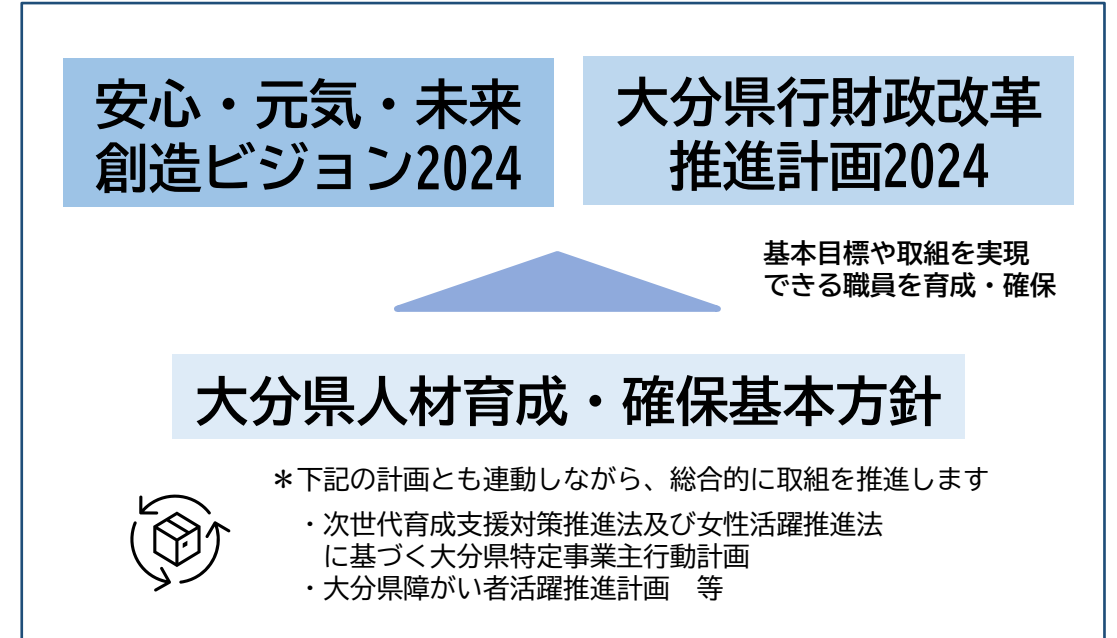 安心・元気・未来
創造ビジョン2024
大分県行財政改革
推進計画2024
基本目標や取組を実現
できる職員を育成・確保
大分県人材育成・確保基本方針
＊下記の計画とも連動しながら、総合的に取組を推進します
・次世代育成支援対策推進法及び女性活躍推進法
に基づく大分県特定事業主行動計画
・大分県障がい者活躍推進計画　等